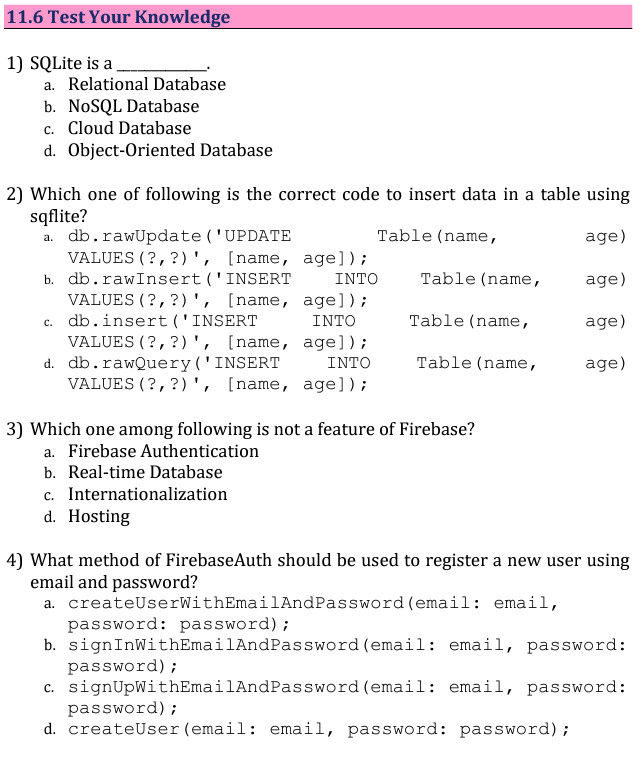 11.6 Test Your Knowledge
1) SQLite is a ___________.
a. Relational Database
b. NoSQL Database
c. Cloud Database
d. Object-Oriented Database
2) Which one of following is the correct code to insert data in a table using
sqflite?
a. db.rawUpdate('UPDATE Table(name, age)
VALUES(?,?)', [name, age]);
b. db.rawInsert('INSERT INTO Table(name, age)
VALUES(?,?)', [name, age]);
c. db.insert('INSERT INTO Table(name, age)
VALUES(?,?)', [name, age]);
d. db.rawQuery('INSERT INTO Table(name, age)
VALUES(?,?)', [name, age]);
3) Which one among following is not a feature of Firebase?
a. Firebase Authentication
b. Real-time Database
c. Internationalization
d. Hosting
4) What method of FirebaseAuth should be used to register a new user using
email and password?
a. createUserWithEmailAndPassword(email: email,
password: password);
b. signInWithEmailAndPassword(email: email, password:
password);
c. signUpWithEmailAndPassword(email: email, password:
password);
d. createUser(email: email, password: password);